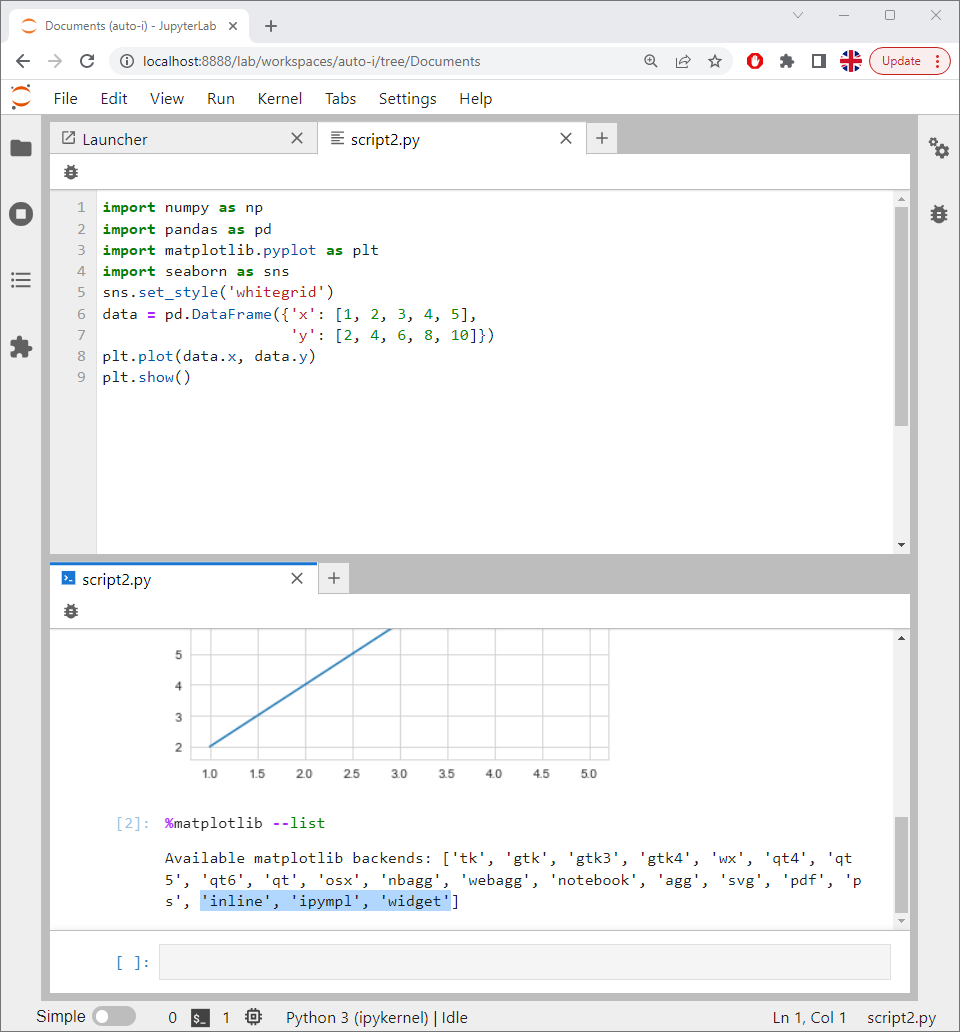 Documents (auto-i) - JupyterLab
localhost:8888/lab/workspaces/auto-i/tree/Documents
Update
File Edit View Run Kernel Tabs Settings Help
Launcher script2.py
1 import numpy as np
2 import pandas as pd
3 import matplotlib.pyplot as plt
4 import seaborn as sns
5 sns.set_style('whitegrid')
6 data = pd.DataFrame({'x': [1, 2, 3, 4, 5],
7 'y': [2, 4, 6, 8, 10]})
8 plt.plot(data.x, data.y)
9 plt.show()
script2.py
5
4
3
2
1.0 1.5 2.0 2.5 3.0 3.5 4.0 4.5 5.0
[2]: %matplotlib --list
Available matplotlib backends: ['tk', 'gtk', 'gtk3', 'gtk4', 'wx', 'qt4', 'qt
5', 'qt6', 'qt', 'osx', 'nbagg', 'webagg', 'notebook', 'agg', 'svg', 'pdf', 'p
s', 'inline', 'ipympl', 'widget']
[ ]:
Simple 0 $_ 1 Python 3 (ipykernel) | Idle Ln 1, Col 1 script2.py